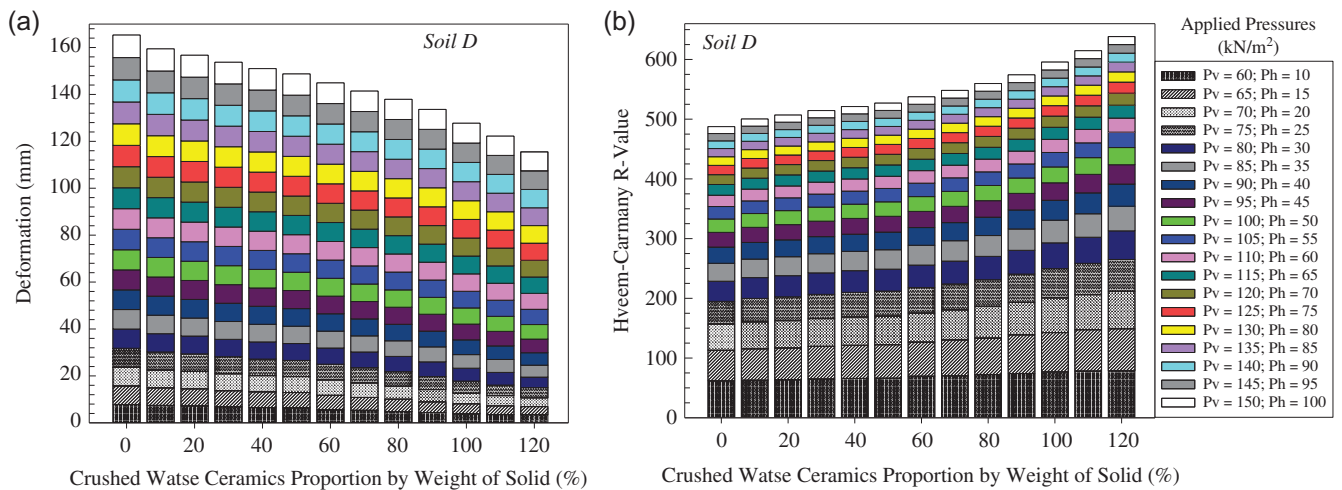 (a)
Soil D
Deformation (mm)
160
140
120
100
80
60
40
20
0
0 20 40 60 80 100 120
Crushed Watse Ceramics Proportion by Weight of Solid (%)
(b)
Soil D
Hveem-Carmany R- Value
600
500
400
300
200
100
0
0 20 40 60 80 100 120
Crushed Watse Ceramics Proportion by Weight of Solid (%)
Applied Pressures
(kN/m²)
Pv = 60; Ph = 10
Pv = 65; Ph = 15
Pv = 70; Ph = 20
Pv = 75; Ph = 25
Pv = 80; Ph = 30
Pv = 85; Ph = 35
Pv = 90; Ph = 40
Pv = 95; Ph = 45
Pv = 100; Ph = 50
Pv = 105; Ph = 55
Pv = 110; Ph = 60
Pv = 115; Ph = 65
Pv = 120; Ph = 70
Pv = 125; Ph = 75
Pv = 130; Ph = 80
Pv = 135; Ph = 85
Pv = 140; Ph = 90
Pv = 145; Ph = 95
Pv = 150; Ph = 100